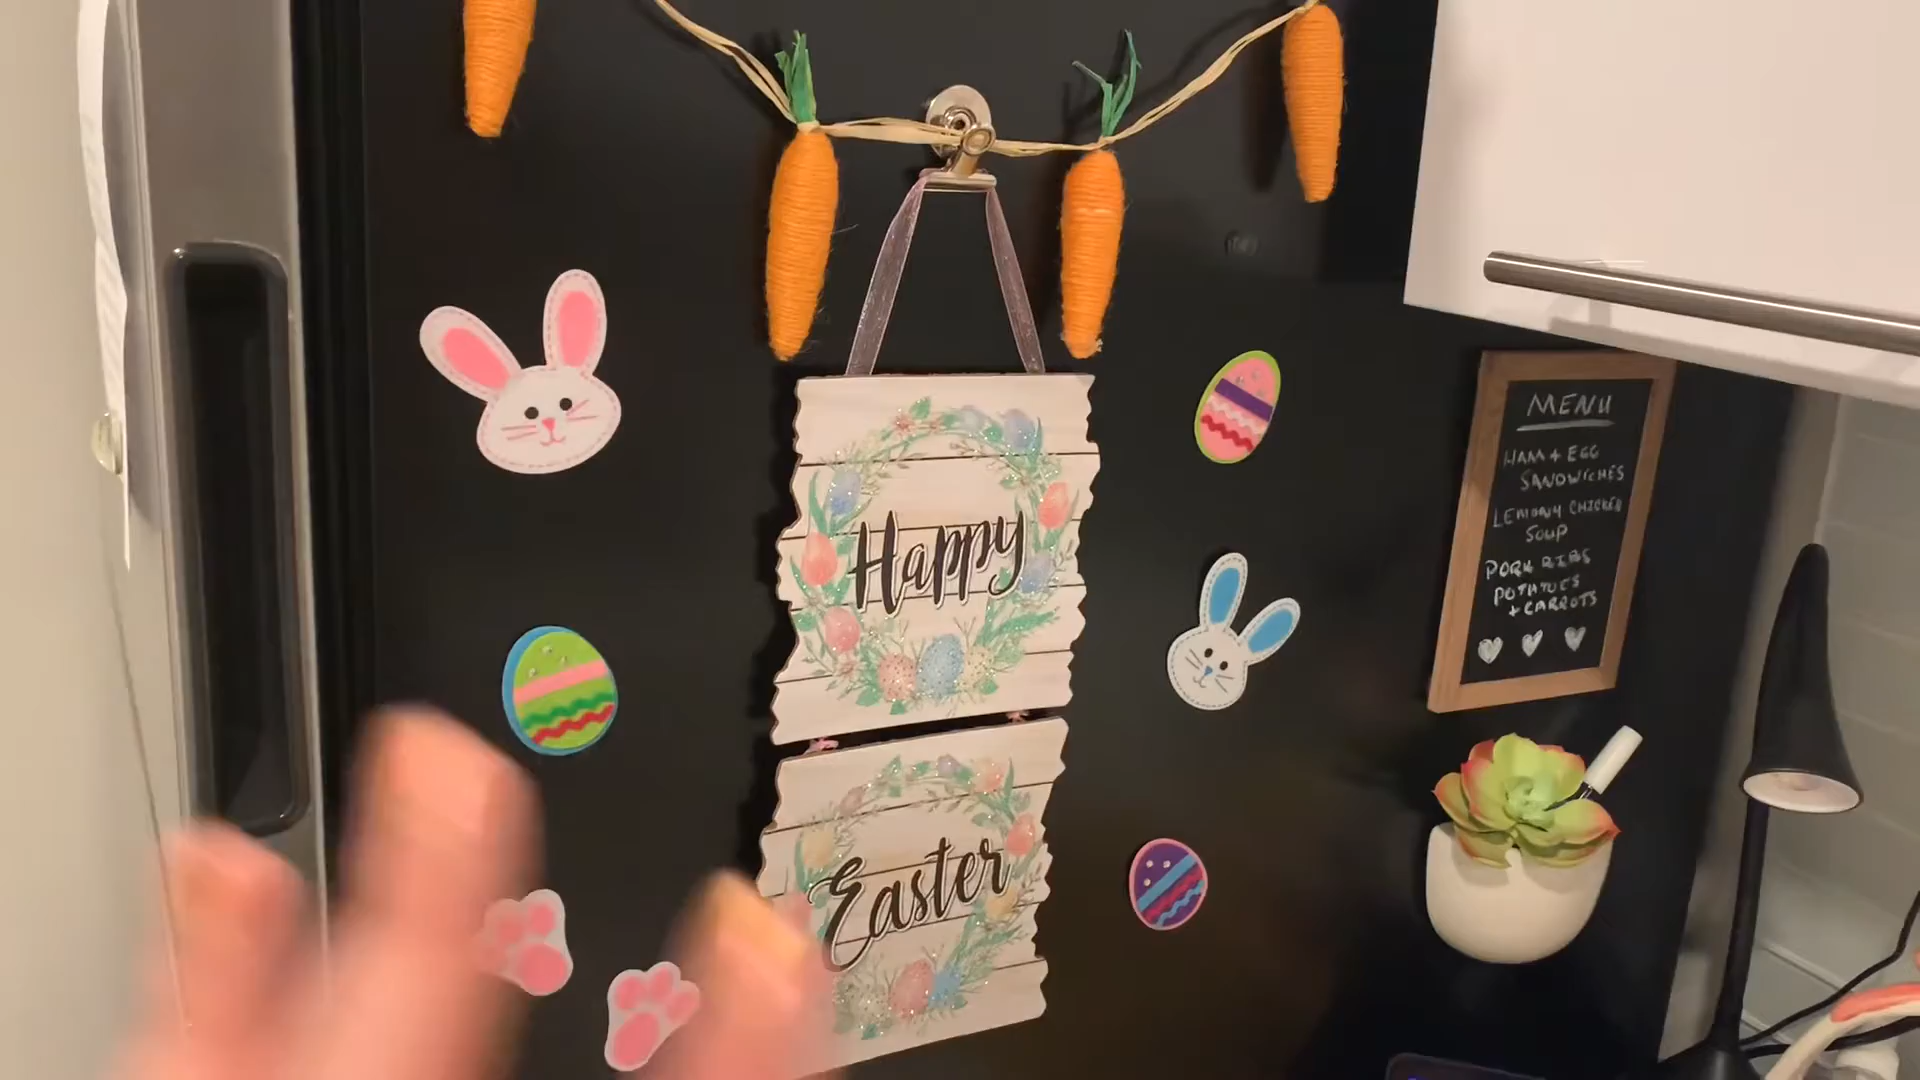 Happy
Easter
MENU
HAM + EGG
SANDWICHES
LEMONY CHICKEN
SOUP
PORK RIBS
POTATOES
+ CARROTS